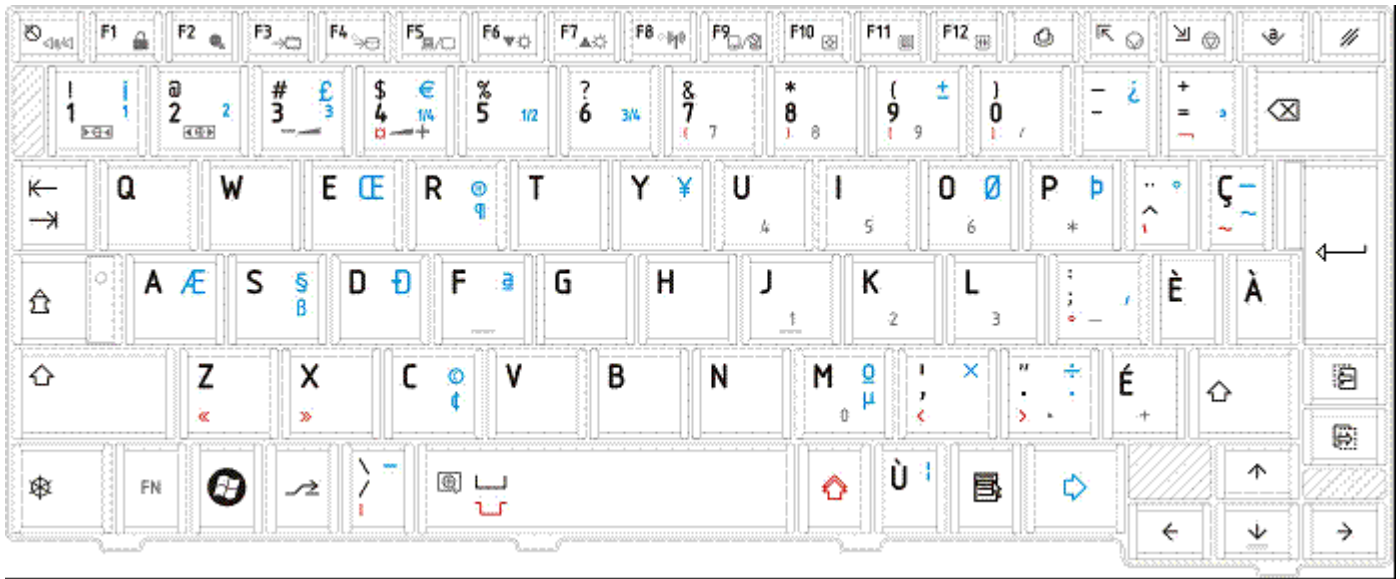 F1 F2 F3 F4 F5 F6 F7 F8 F9 F10 F11 F12 a
! @ # £ $ € % ? & * ( ± ) _ ¿ +
1 1 2 2 3 3 4 1/4 5 1/2 6 3/4 7 { 7 8 } 8 9 [ 9 0 ] / - = ¬
Q W E Œ R ® ¶ T Y ¥ U 4 I 5 O Ø 6 P Þ * ¨ ° ^ Ç ~
A Æ S § ß D Ð F ª G H J 1 K 2 L 3 : ; ° È À
Z « X » C © ¢ V B N M º µ 0 ' × , < " ÷ . > É +
FN \ / | Ù ¦